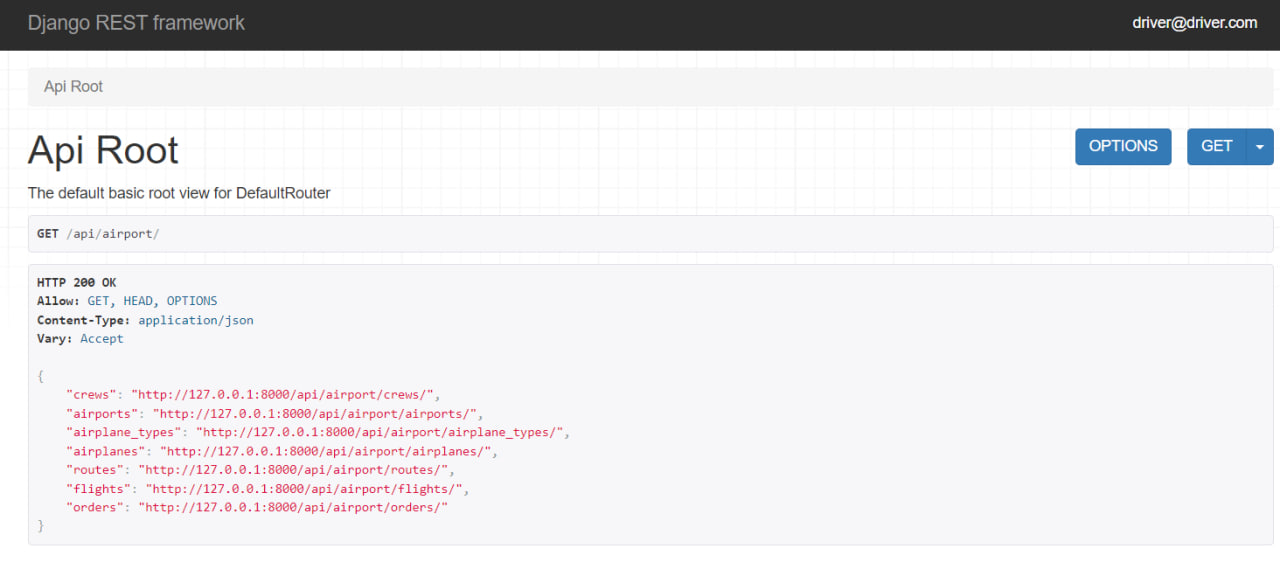 Django REST framework
driver@driver.com
Api Root
Api Root
OPTIONS
GET
The default basic root view for DefaultRouter
GET /api/airport/
HTTP 200 OK
Allow: GET, HEAD, OPTIONS
Content-Type: application/json
Vary: Accept
{
    "crews": "http://127.0.0.1:8000/api/airport/crews/",
    "airports": "http://127.0.0.1:8000/api/airport/airports/",
    "airplane_types": "http://127.0.0.1:8000/api/airport/airplane_types/",
    "airplanes": "http://127.0.0.1:8000/api/airport/airplanes/",
    "routes": "http://127.0.0.1:8000/api/airport/routes/",
    "flights": "http://127.0.0.1:8000/api/airport/flights/",
    "orders": "http://127.0.0.1:8000/api/airport/orders/"
}